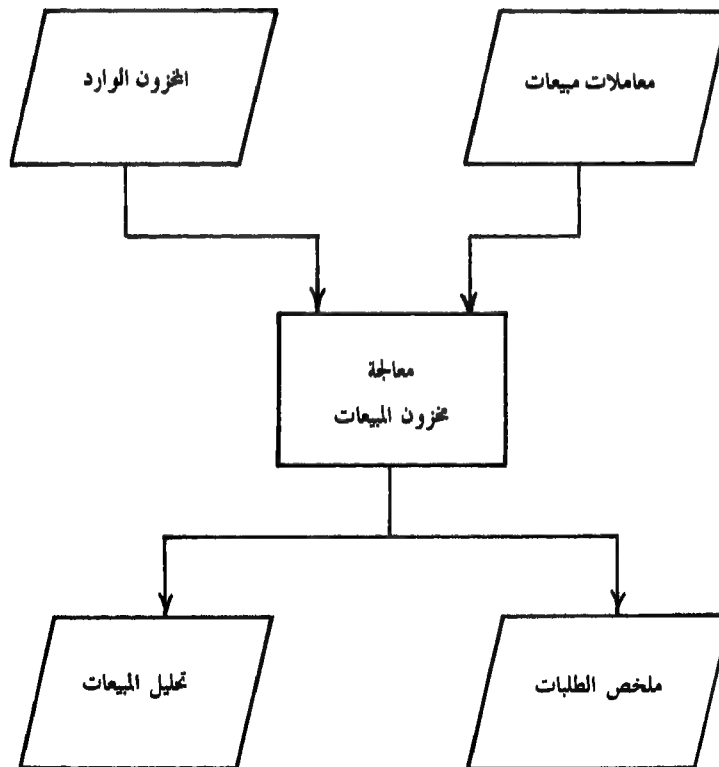 معاملات مبيعات
المخزون الوارد
معالجة
مخزون المبيعات
ملخص الطلبات
تحليل المبيعات